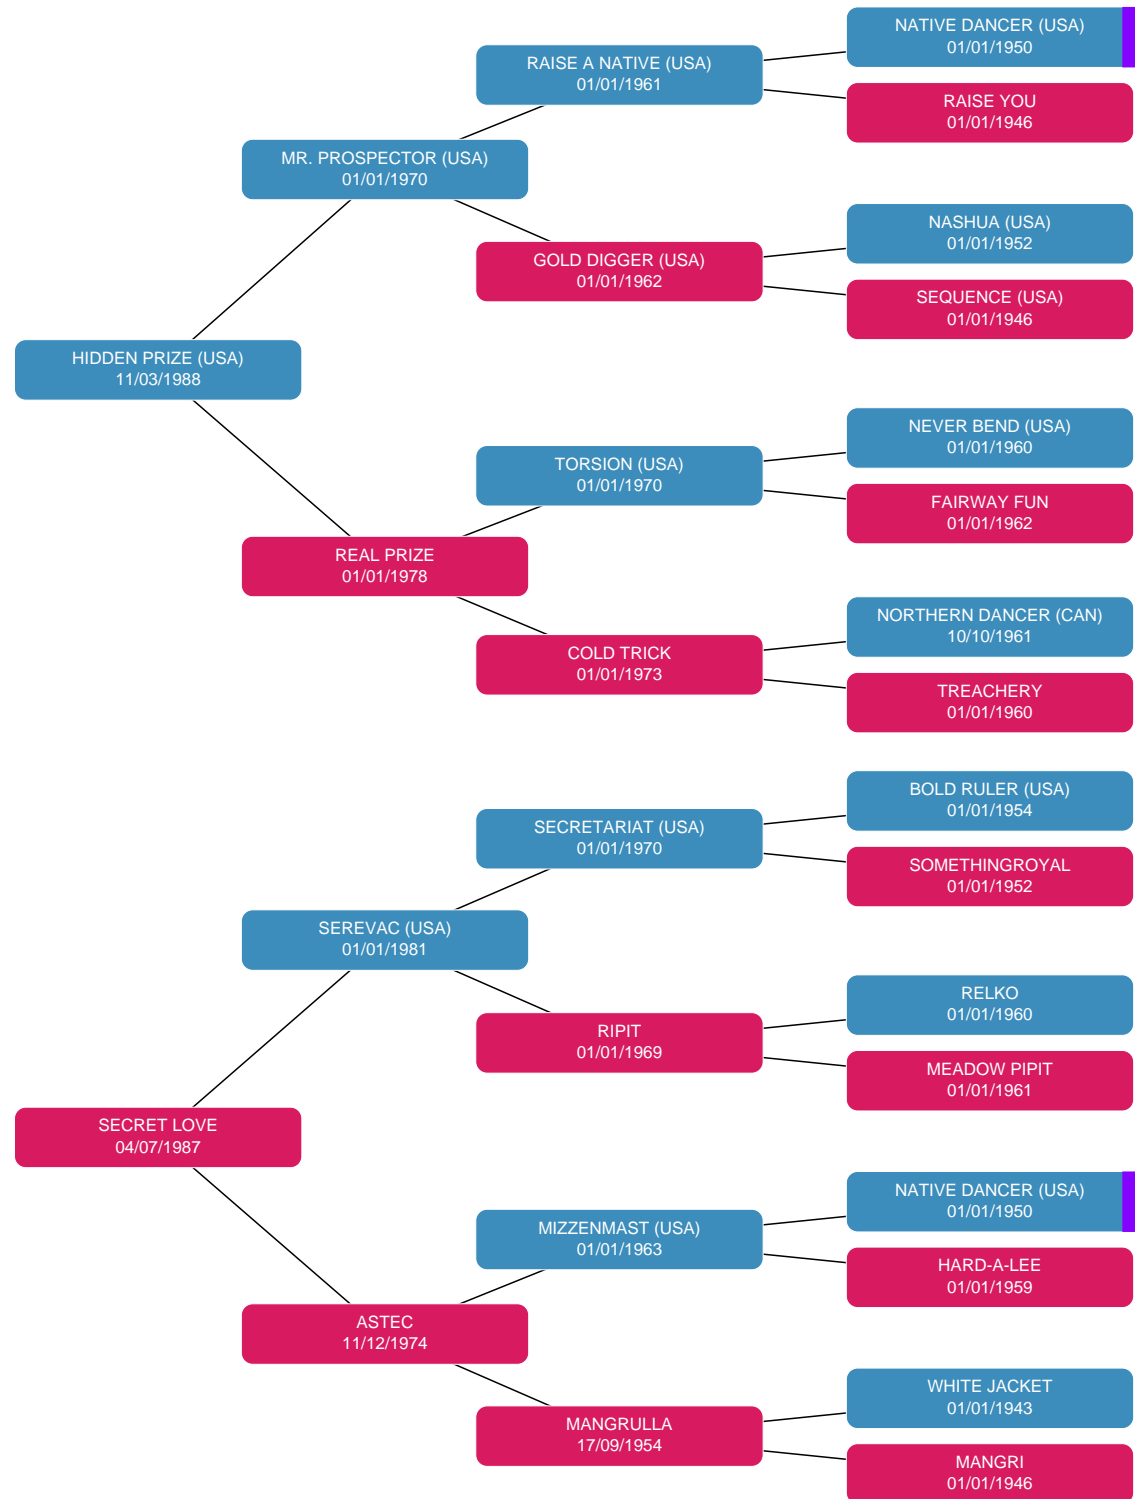 NATIVE DANCER (USA)
01/01/1950
RAISE A NATIVE (USA)
01/01/1961
RAISE YOU
01/01/1946
MR. PROSPECTOR (USA)
01/01/1970
NASHUA (USA)
01/01/1952
GOLD DIGGER (USA)
01/01/1962
SEQUENCE (USA)
01/01/1946
HIDDEN PRIZE (USA)
11/03/1988
NEVER BEND (USA)
01/01/1960
TORSION (USA)
01/01/1970
FAIRWAY FUN
01/01/1962
REAL PRIZE
01/01/1978
NORTHERN DANCER (CAN)
10/10/1961
COLD TRICK
01/01/1973
TREACHERY
01/01/1960
BOLD RULER (USA)
01/01/1954
SECRETARIAT (USA)
01/01/1970
SOMETHINGROYAL
01/01/1952
SEREVAC (USA)
01/01/1981
RELKO
01/01/1960
RIPIT
01/01/1969
MEADOW PIPIT
01/01/1961
SECRET LOVE
04/07/1987
NATIVE DANCER (USA)
01/01/1950
MIZZENMAST (USA)
01/01/1963
HARD-A-LEE
01/01/1959
ASTEC
11/12/1974
WHITE JACKET
01/01/1943
MANGRULLA
17/09/1954
MANGRI
01/01/1946